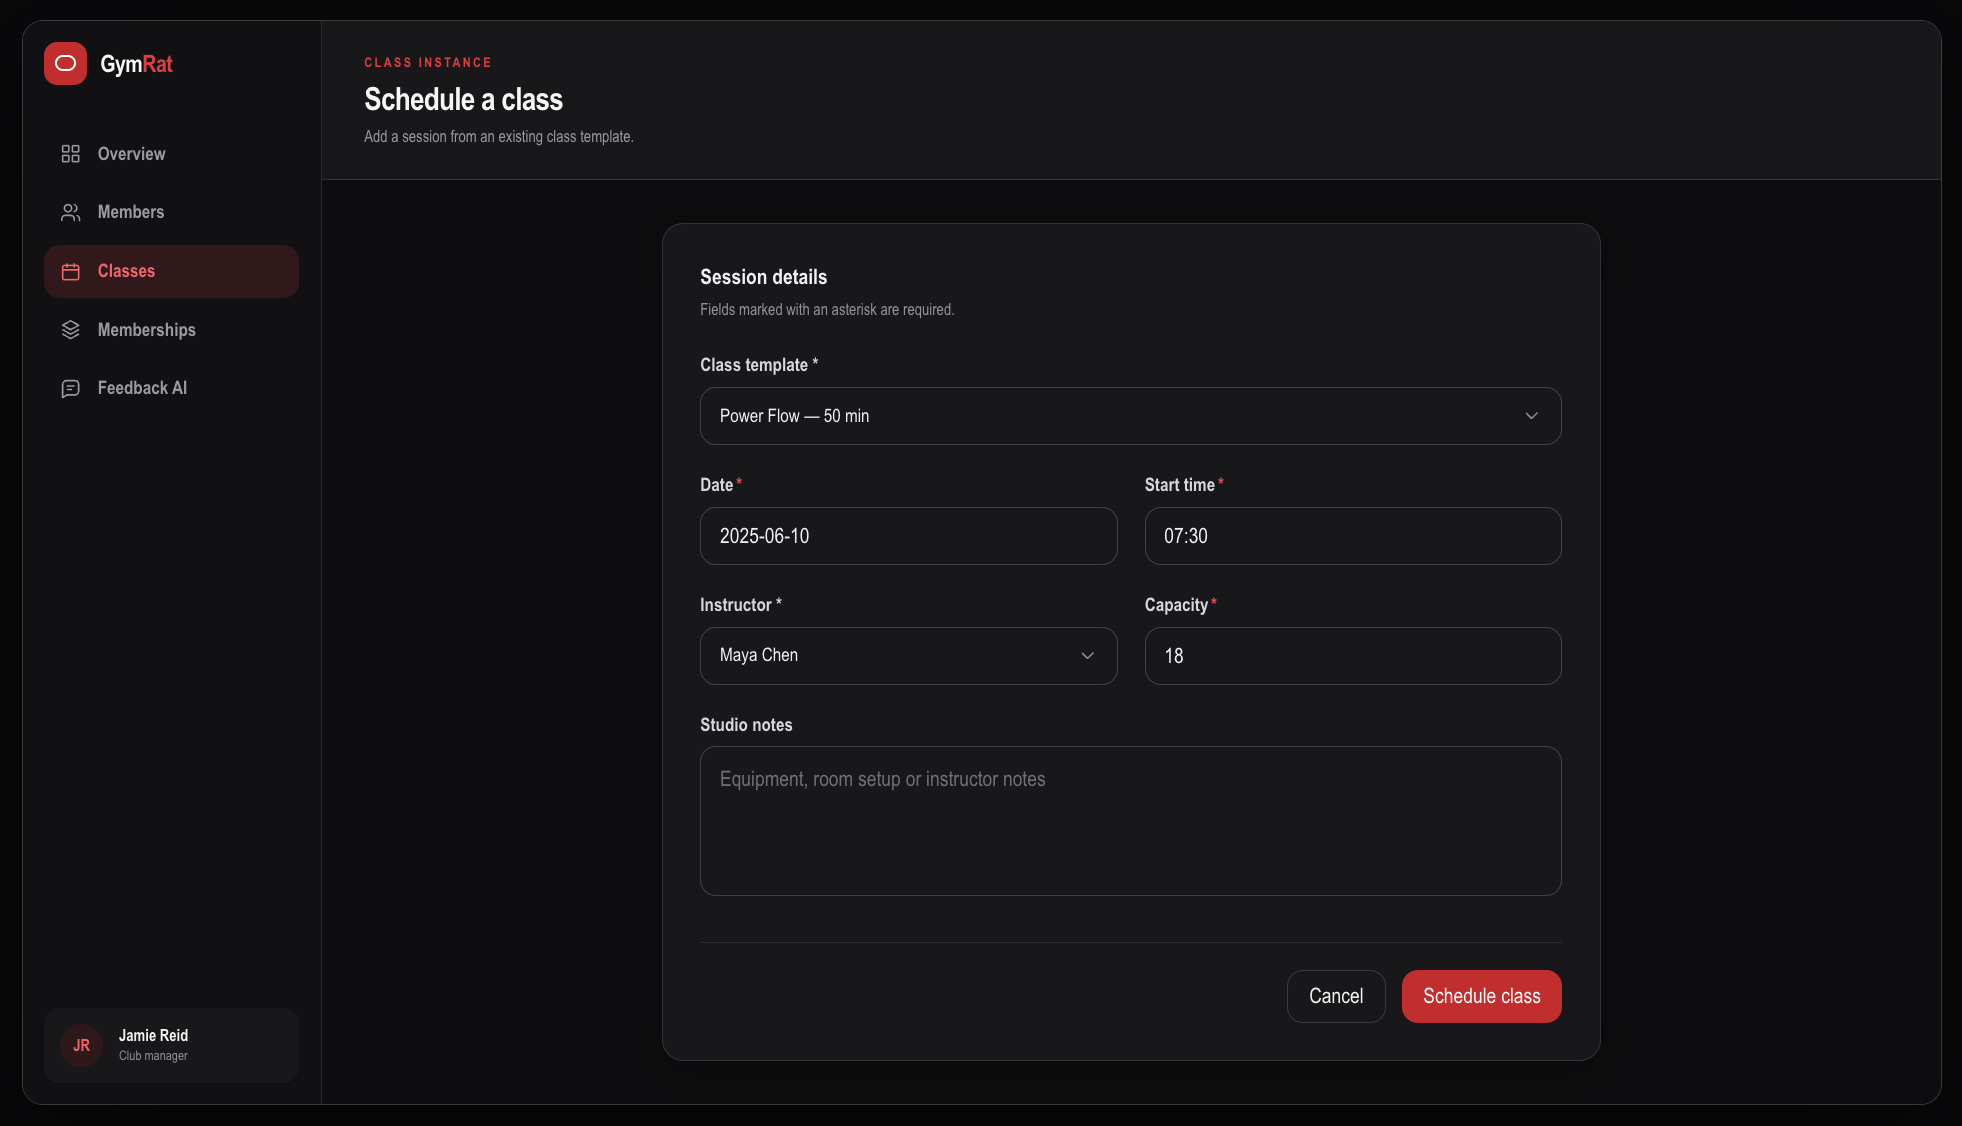 GymRat
Overview
Members
Classes
Memberships
Feedback AI
JR
Jamie Reid
Club manager
CLASS INSTANCE
Schedule a class
Add a session from an existing class template.
Session details
Fields marked with an asterisk are required.
Class template *
Power Flow — 50 min
Date *
Start time *
2025-06-10
07:30
Instructor *
Capacity *
Maya Chen
18
Studio notes
Equipment, room setup or instructor notes
Cancel
Schedule class